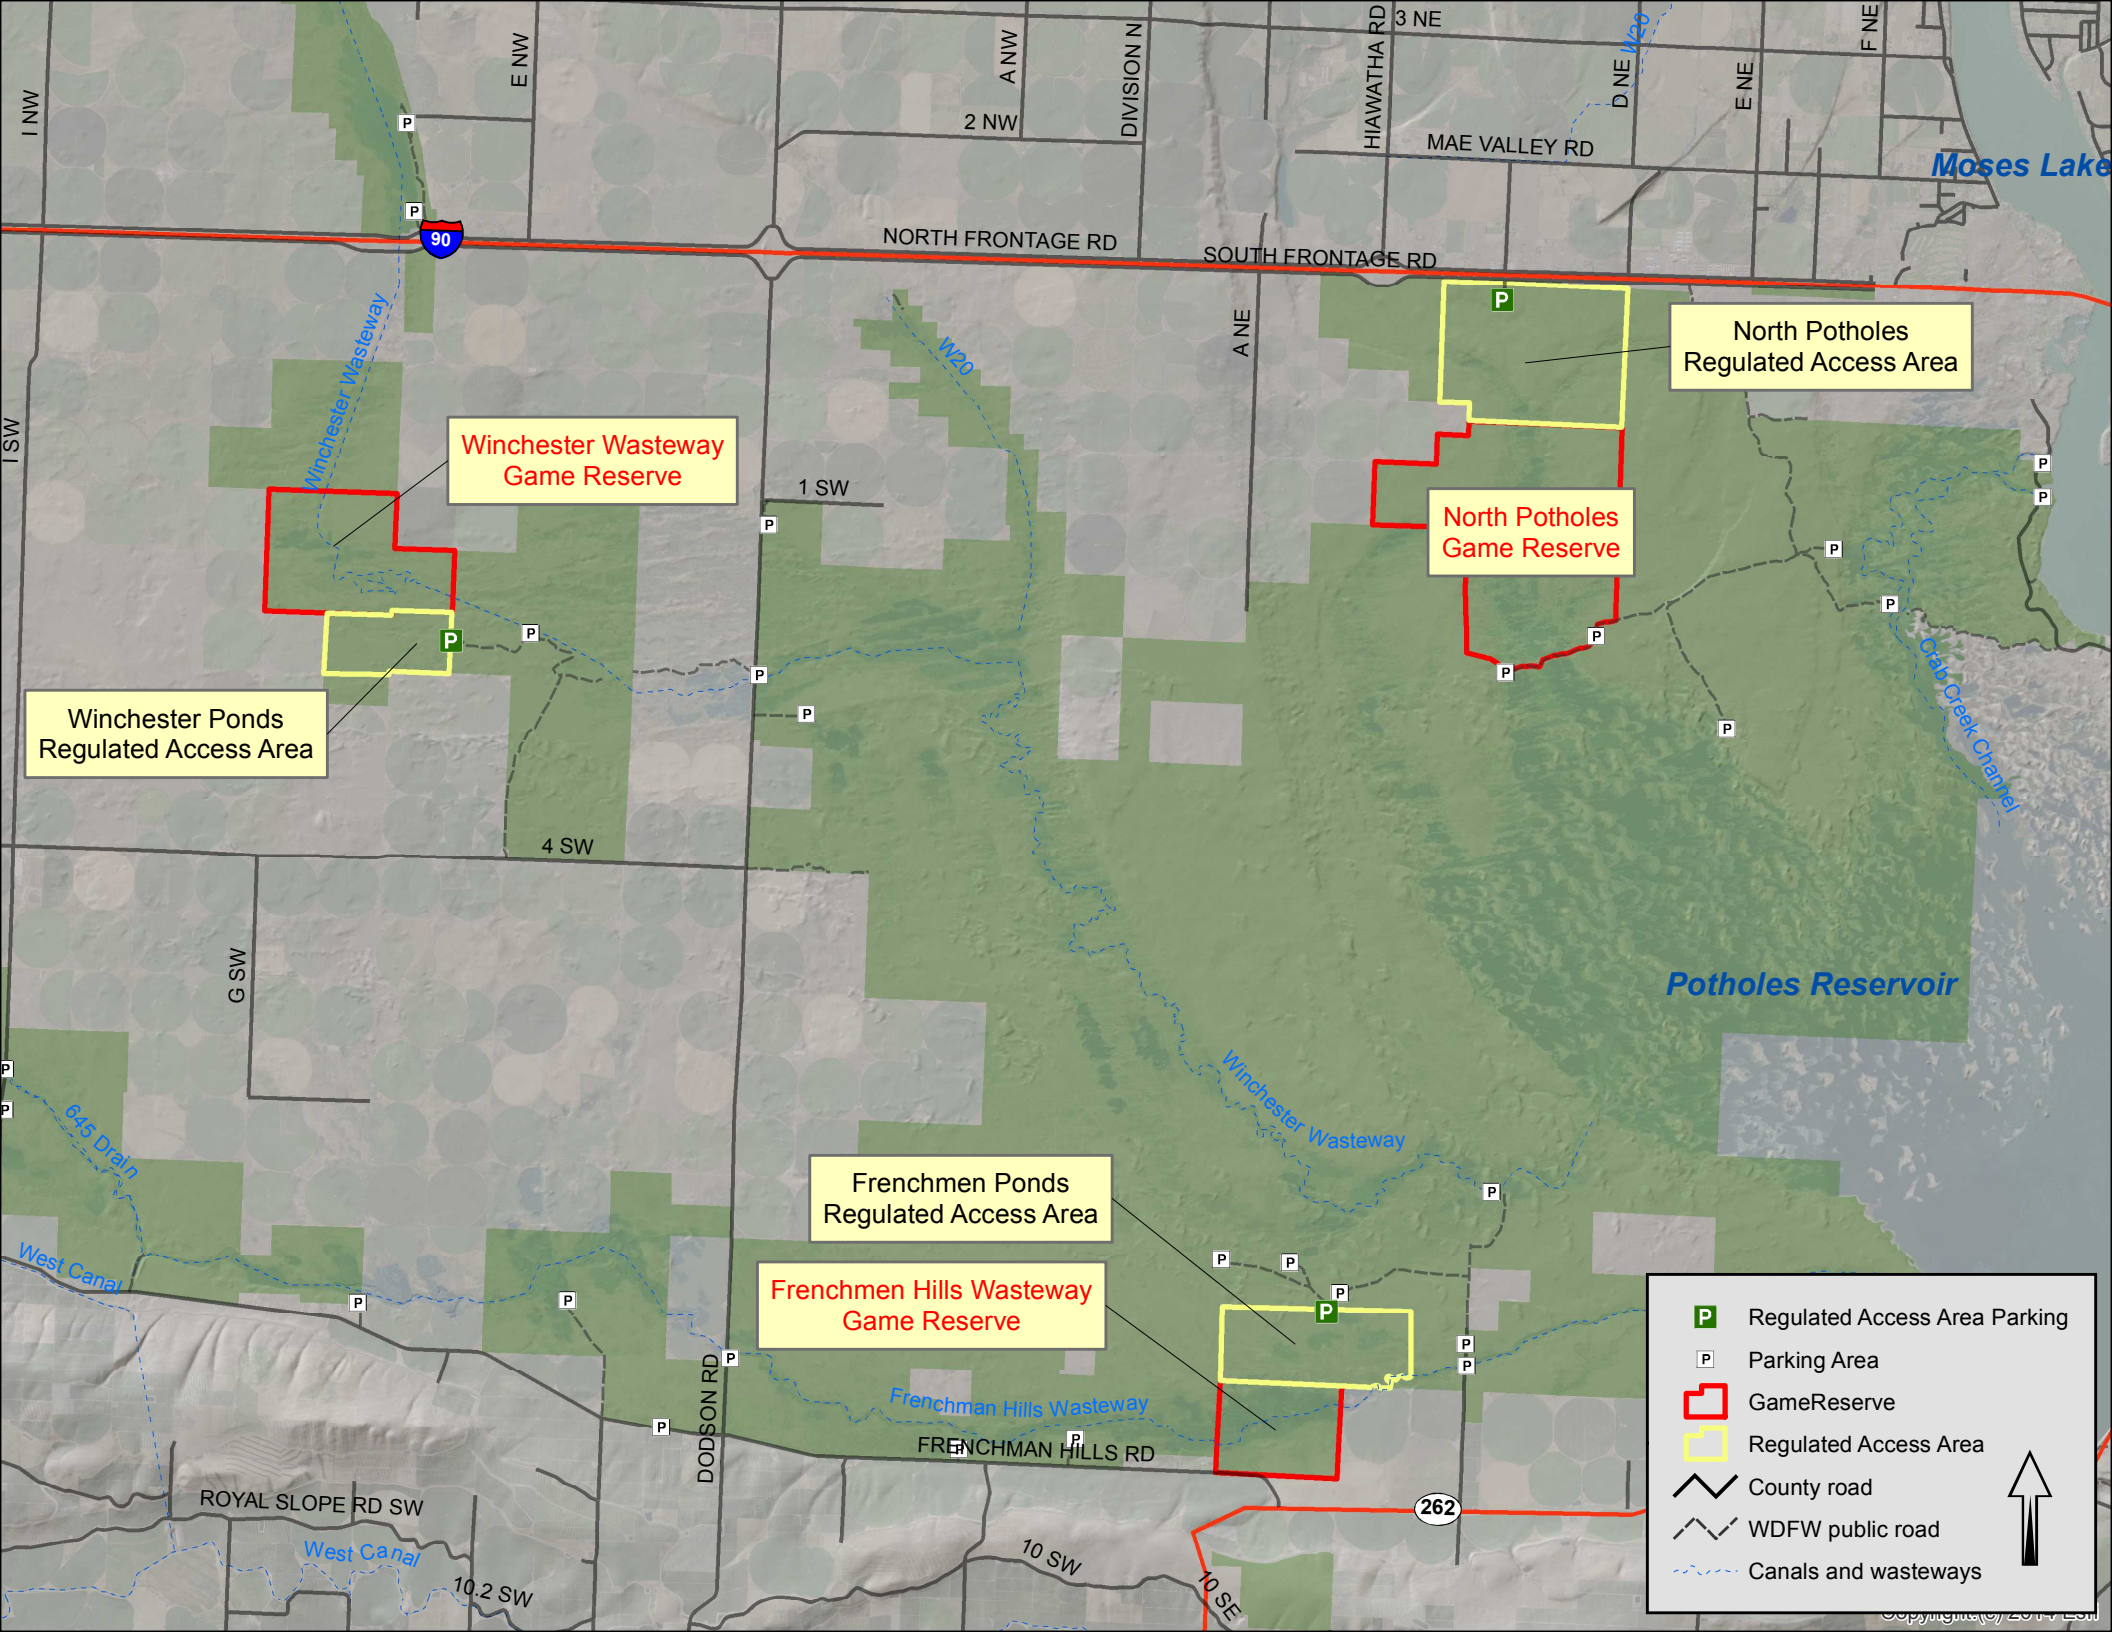 3 NE
W20
F NE
E NW
A NW
DIVISION N
HIAWATHA RD
D NE
E NE
I NW
P
2 NW
MAE VALLEY RD
Moses Lake
P
90
NORTH FRONTAGE RD
SOUTH FRONTAGE RD
P
Winchester Wasteway
W20
A NE
North Potholes
Regulated Access Area
I SW
Winchester Wasteway
Game Reserve
P
1 SW
P
P
North Potholes
Game Reserve
P
P
P
P
P
P
P
P
Crab Creek Channel
Winchester Ponds
Regulated Access Area
P
P
4 SW
G SW
Potholes Reservoir
P
P
645 Drain
Winchester Wasteway
Frenchmen Ponds
Regulated Access Area
P
West Canal
P
P
Frenchmen Hills Wasteway
Game Reserve
P
P
P
P
P
P
P
DODSON RD
Frenchman Hills Wasteway
P
P
P
FRENCHMAN HILLS RD
ROYAL SLOPE RD SW
262
West Canal
10 SW
10.2 SW
10 SE
P Regulated Access Area Parking
P Parking Area
GameReserve
Regulated Access Area
County road
WDFW public road
Canals and wasteways